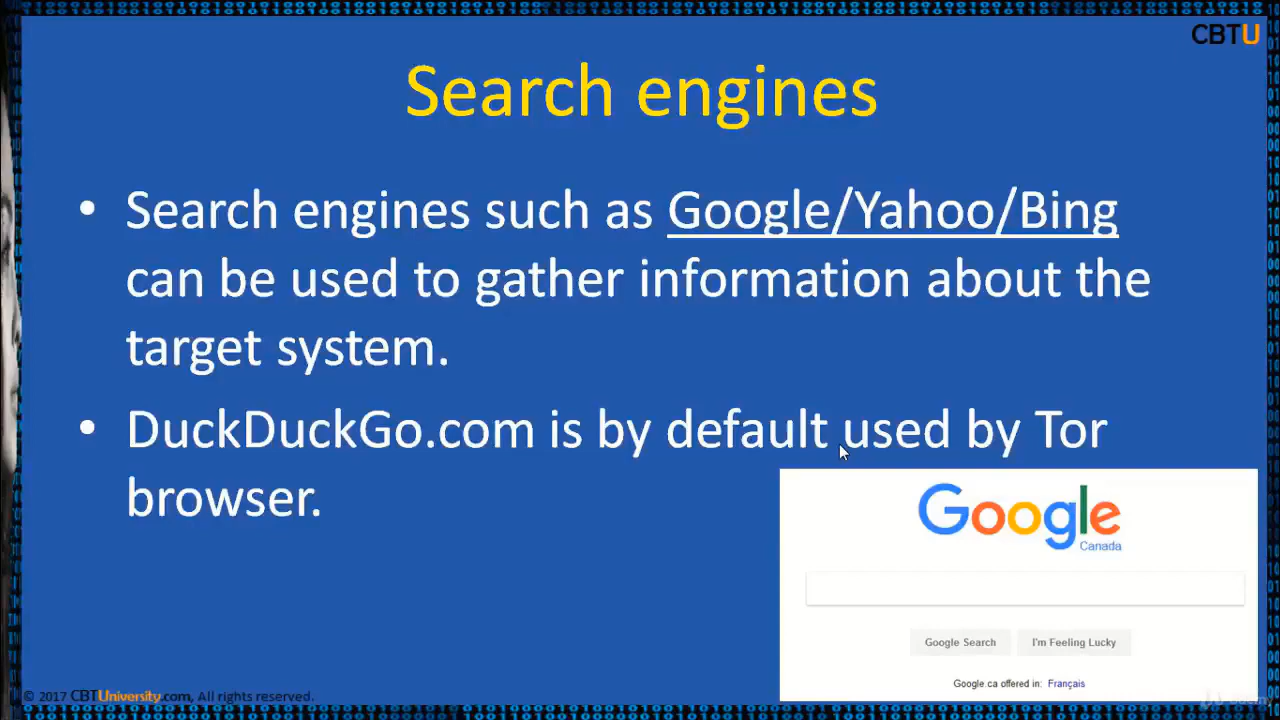 CBTU
Search engines
• Search engines such as Google/Yahoo/Bing
can be used to gather information about the
target system.
• DuckDuckGo.com is by default used by Tor
browser.
Google
Canada
Google Search I'm Feeling Lucky
Google.ca offered in: Français
© 2017 CBTUniversity.com, All rights reserved.
Udemy